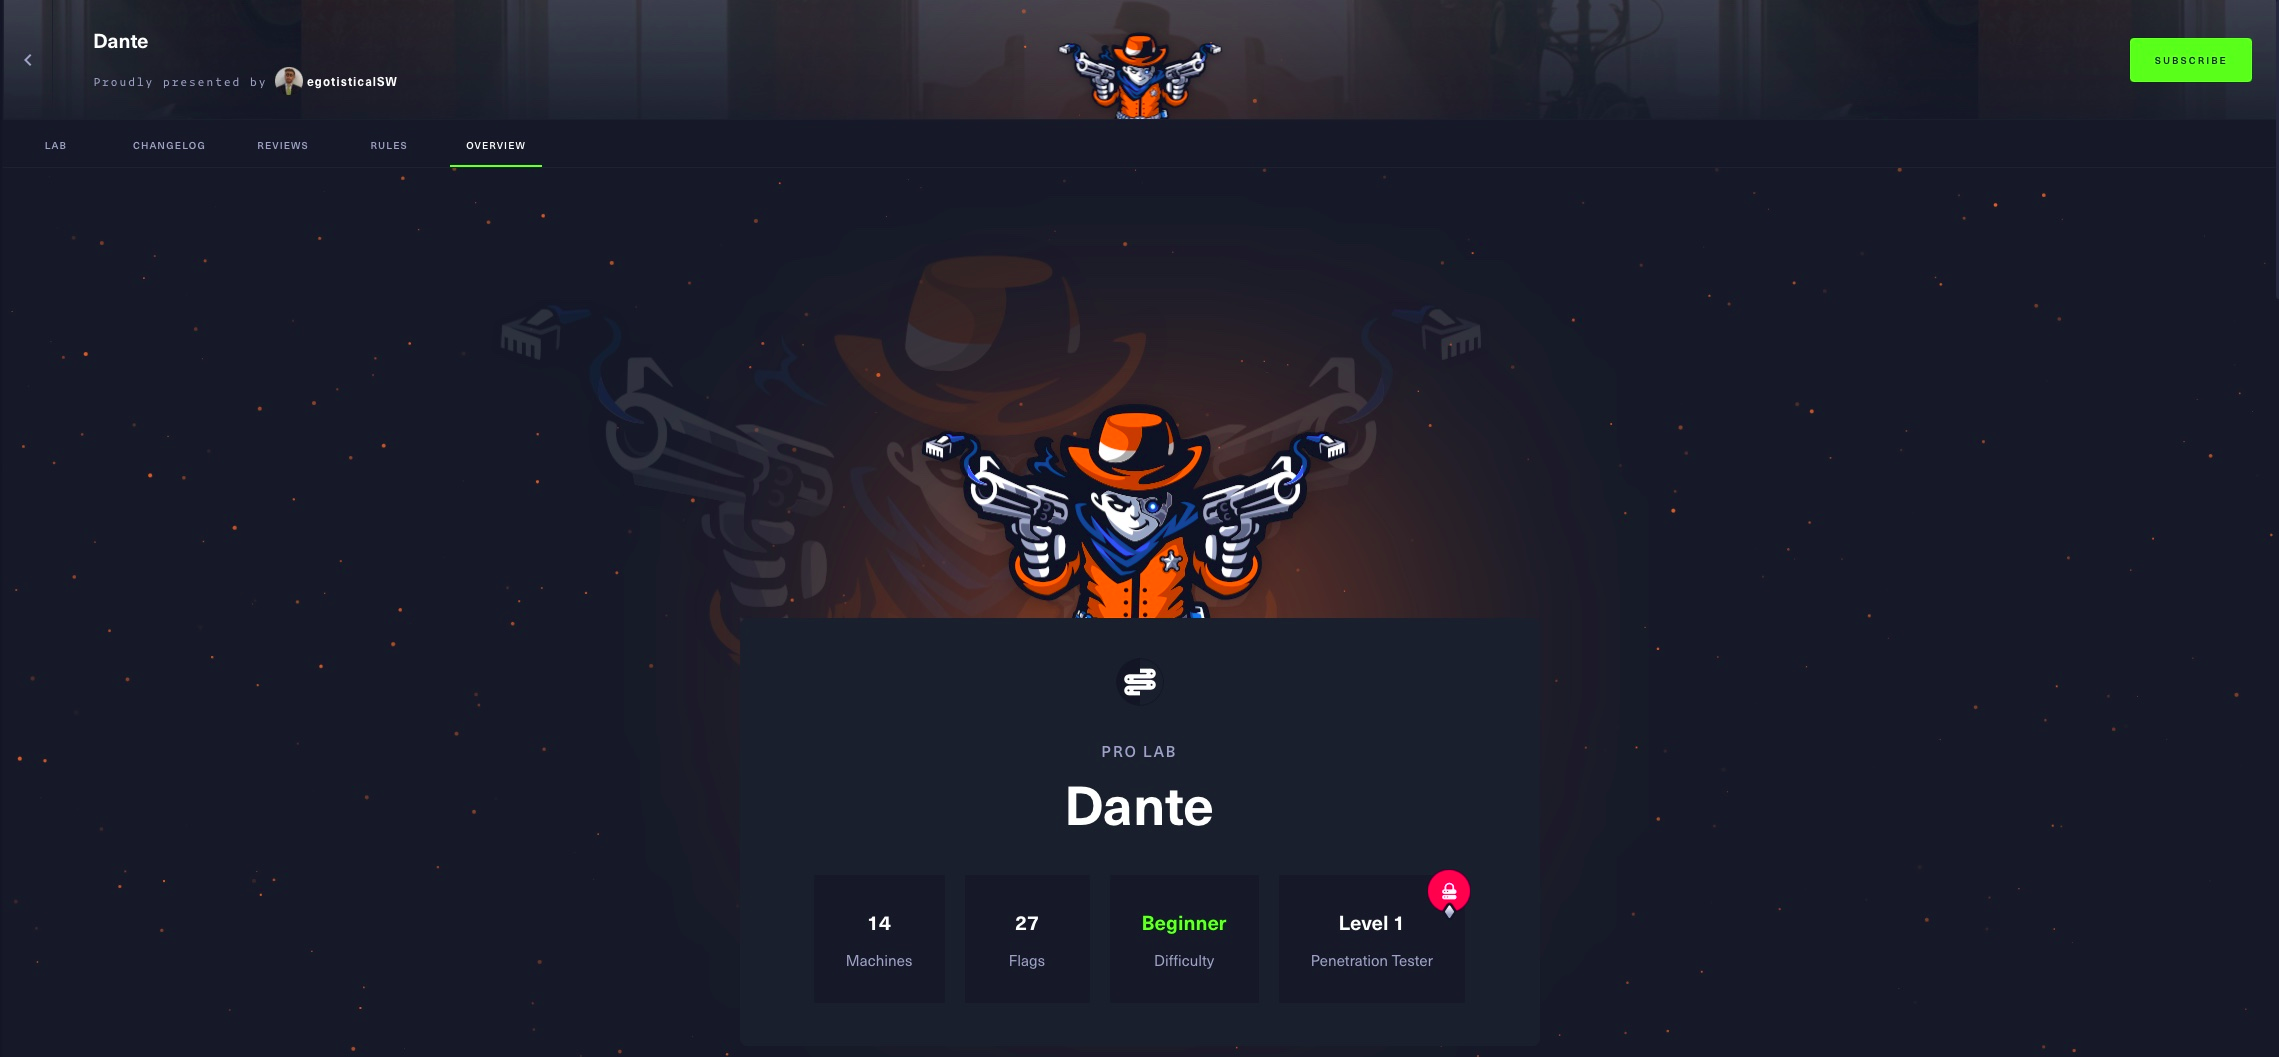 Dante
Proudly presented by egotisticalSW
SUBSCRIBE
LAB CHANGELOG REVIEWS RULES OVERVIEW
PRO LAB
Dante
14 27 Beginner Level 1
Machines Flags Difficulty Penetration Tester